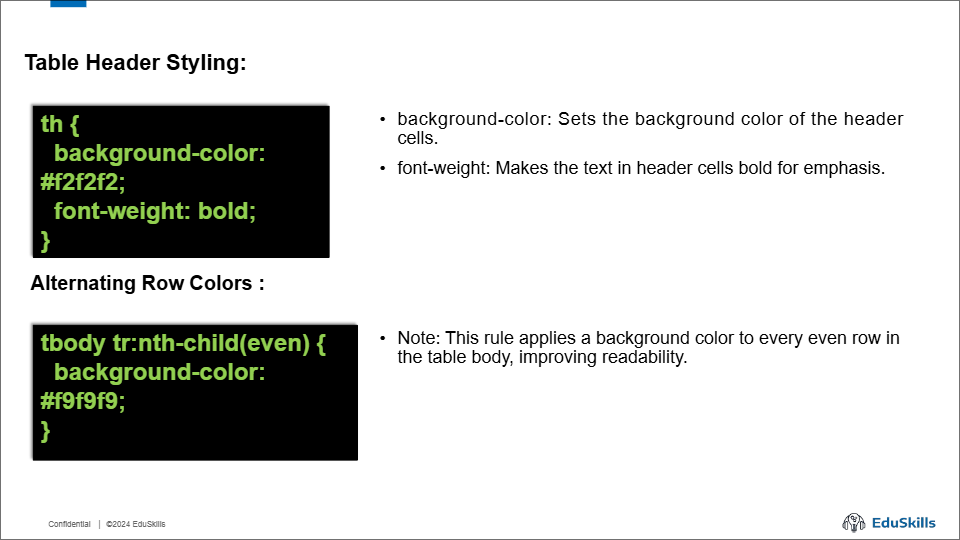 Table Header Styling:
th {
  background-color:
#f2f2f2;
  font-weight: bold;
}
• background-color: Sets the background color of the header
cells.
• font-weight: Makes the text in header cells bold for emphasis.
Alternating Row Colors :
tbody tr:nth-child(even) {
  background-color:
#f9f9f9;
}
• Note: This rule applies a background color to every even row in
the table body, improving readability.
Confidential | ©2024 EduSkills
EduSkills